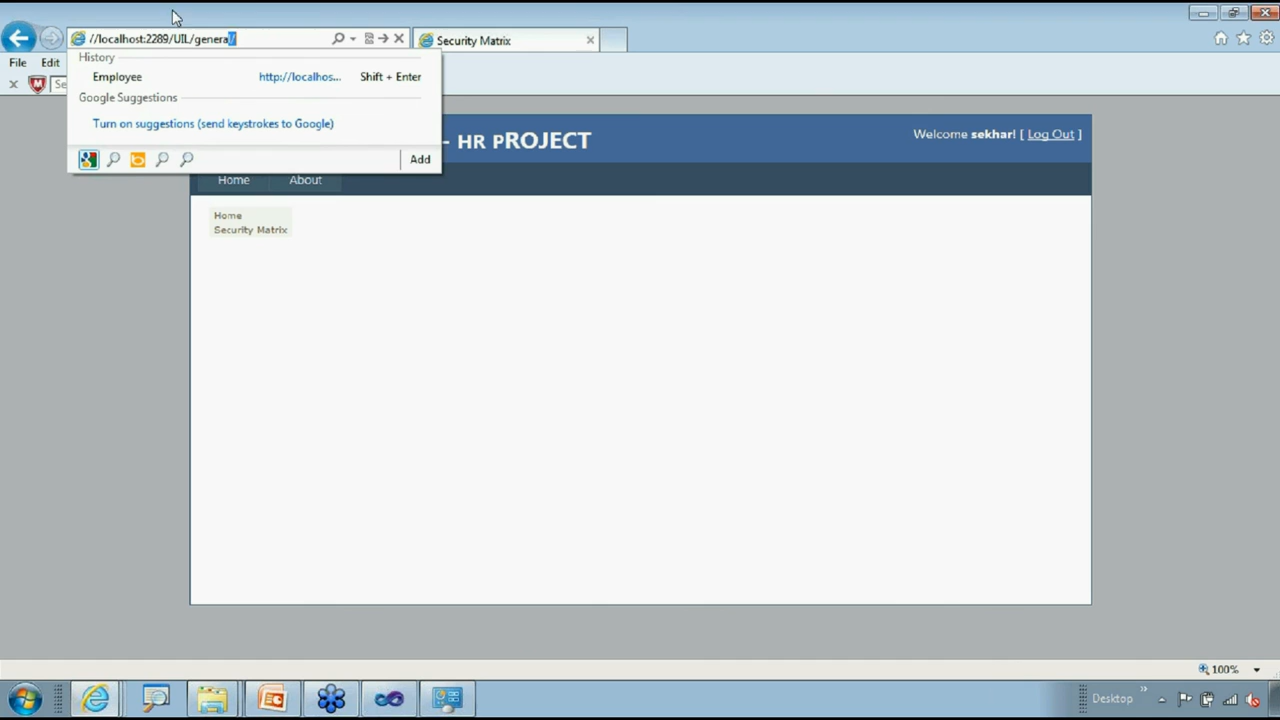 //localhost:2289/UIL/genera/
Security Matrix
File Edit
History
Employee http://localhos... Shift + Enter
Google Suggestions
Turn on suggestions (send keystrokes to Google)
Add
- HR pROJECT
Welcome sekhar! [ Log Out ]
Home About
Home
Security Matrix
100%
Desktop